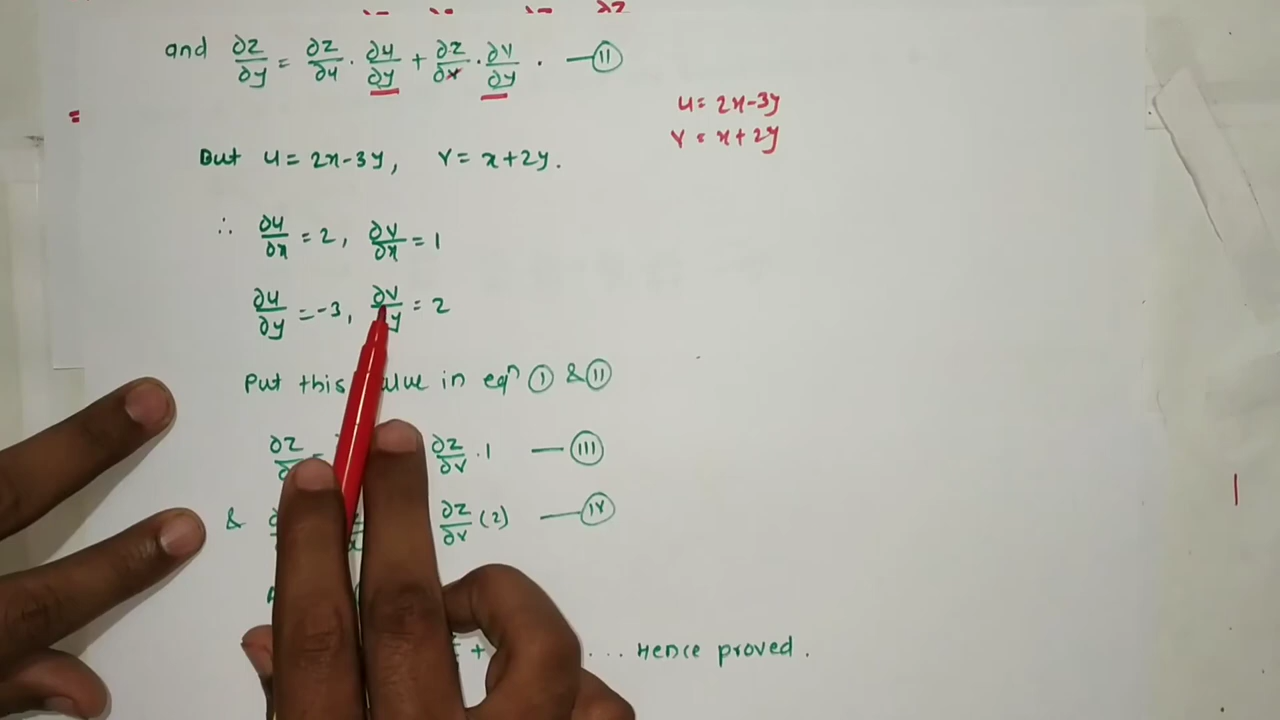 and ∂z/∂y = ∂z/∂u · ∂u/∂y + ∂z/∂v · ∂v/∂y . — II
u = 2x-3y
v = x+2y
But u = 2x-3y, v = x+2y.
∴ ∂u/∂x = 2, ∂v/∂x = 1
∂u/∂y = -3, ∂v/∂y = 2
Put this value in eqn I & II
∂z/ ∂z/∂v · 1 — III
& ∂z/∂v (2) — IV
+ ... Hence proved.